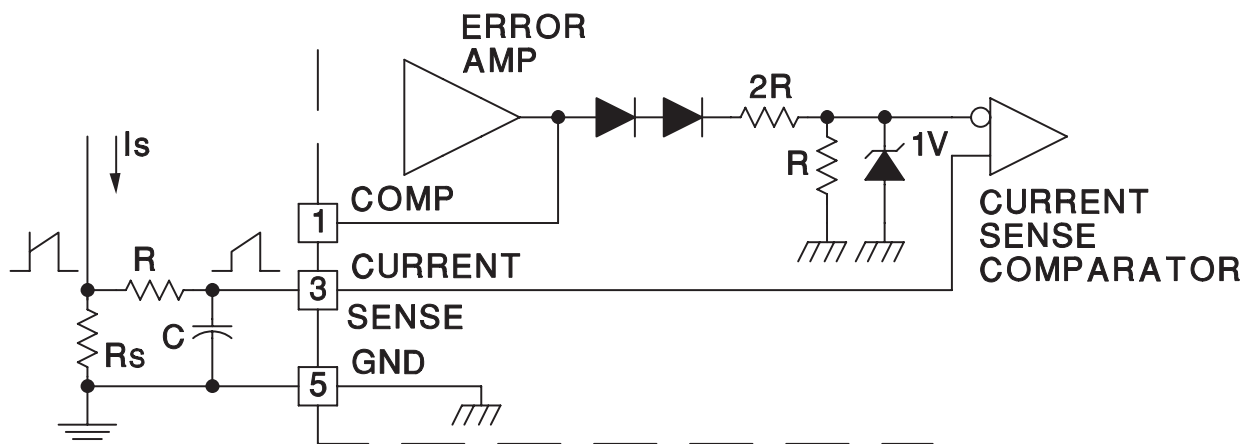 ERROR
AMP
2R
Is
1V
R
COMP
1
CURRENT
SENSE
COMPARATOR
R
CURRENT
3
SENSE
C
Rs
GND
5